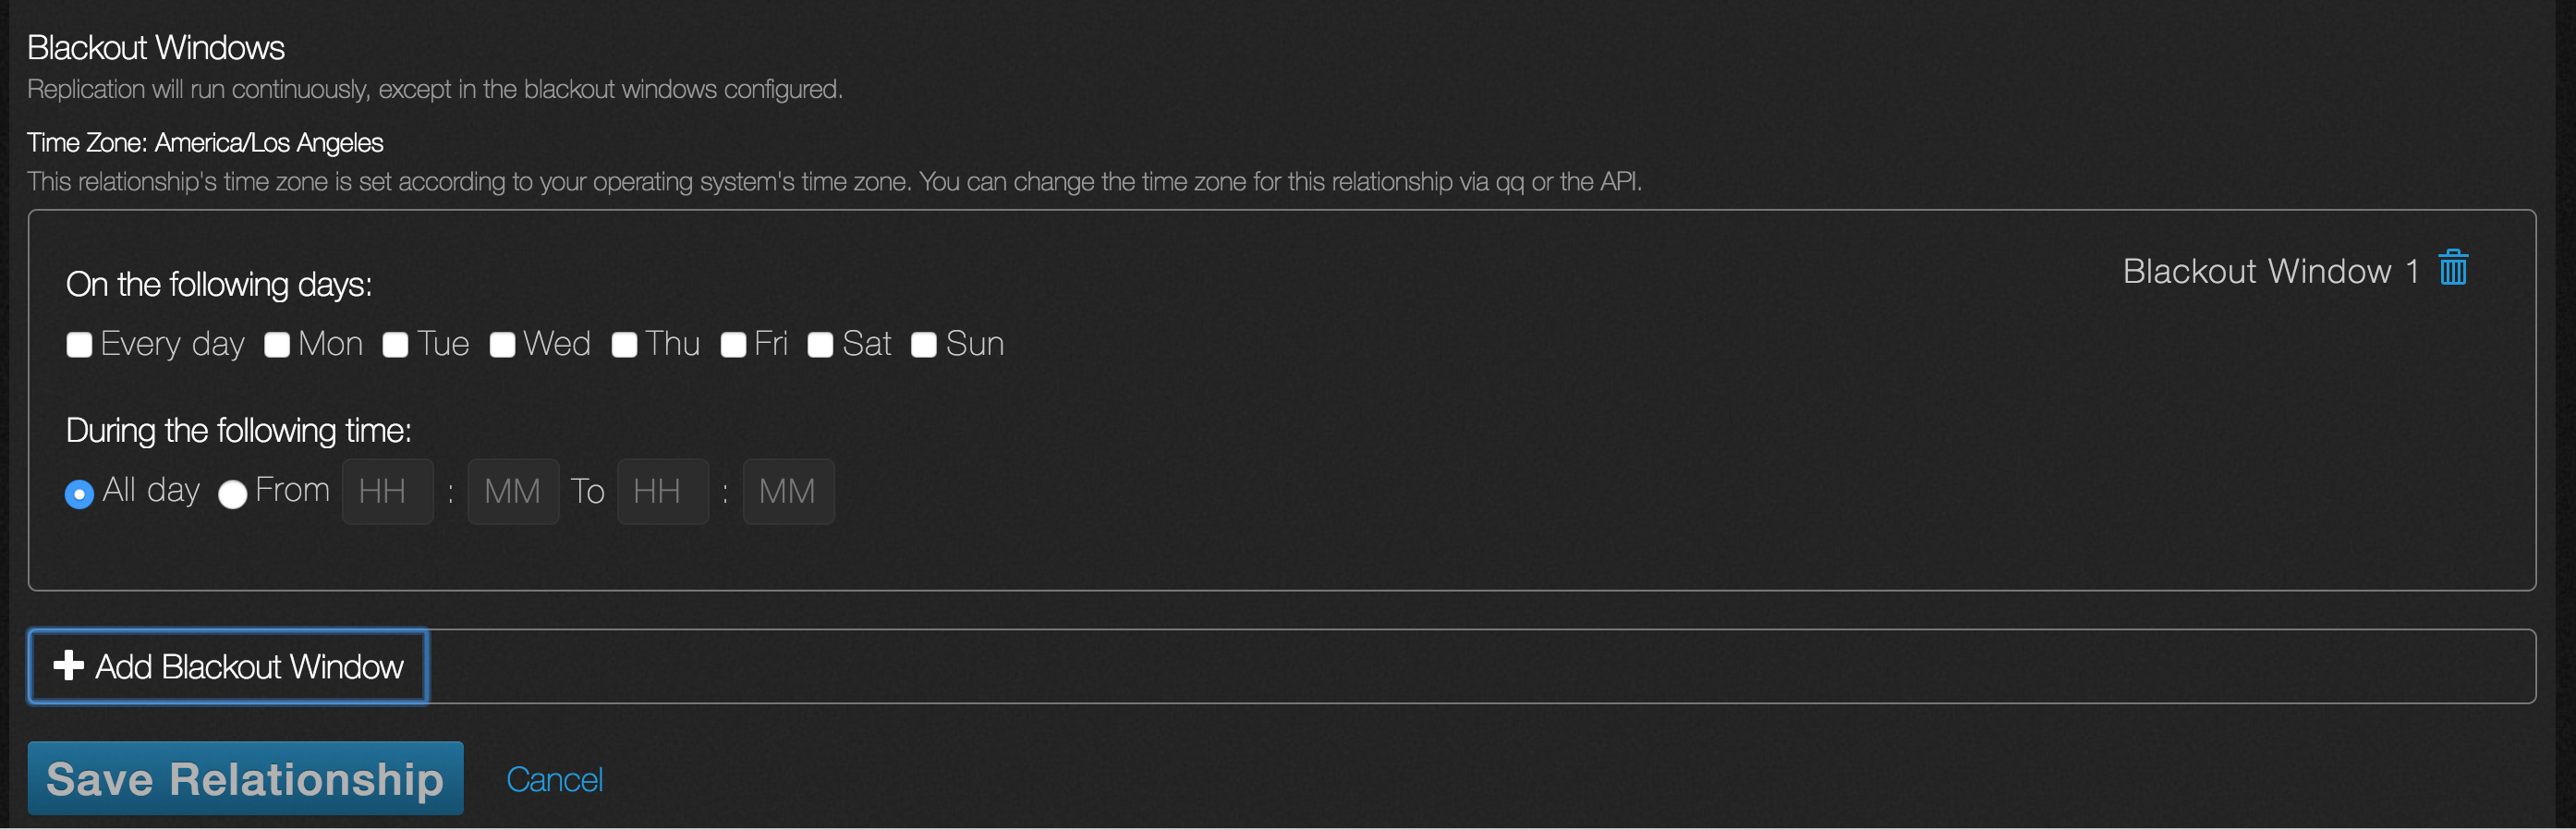 Blackout Windows
Replication will run continuously, except in the blackout windows configured.
Time Zone: America/Los Angeles
This relationship's time zone is set according to your operating system's time zone. You can change the time zone for this relationship via qq or the API.
Blackout Window 1
On the following days:
Every day Mon Tue Wed Thu Fri Sat Sun
During the following time:
All day From HH : MM To HH : MM
Add Blackout Window
Save Relationship Cancel